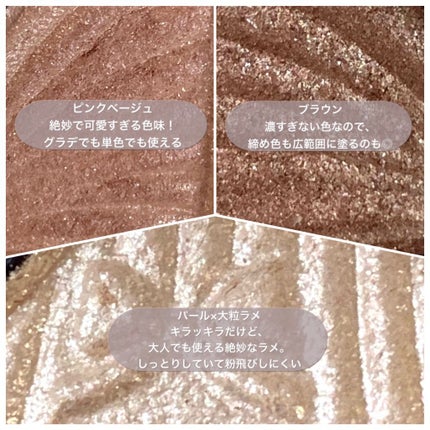 ピンクベージュ
絶妙で可愛すぎる色味！
グラデでも単色でも使える
ブラウン
濃すぎない色なので、
締め色も広範囲に塗るのも◎
パール×大粒ラメ
キラッキラだけど、
大人でも使える絶妙なラメ。
しっとりしていて粉飛びしにくい